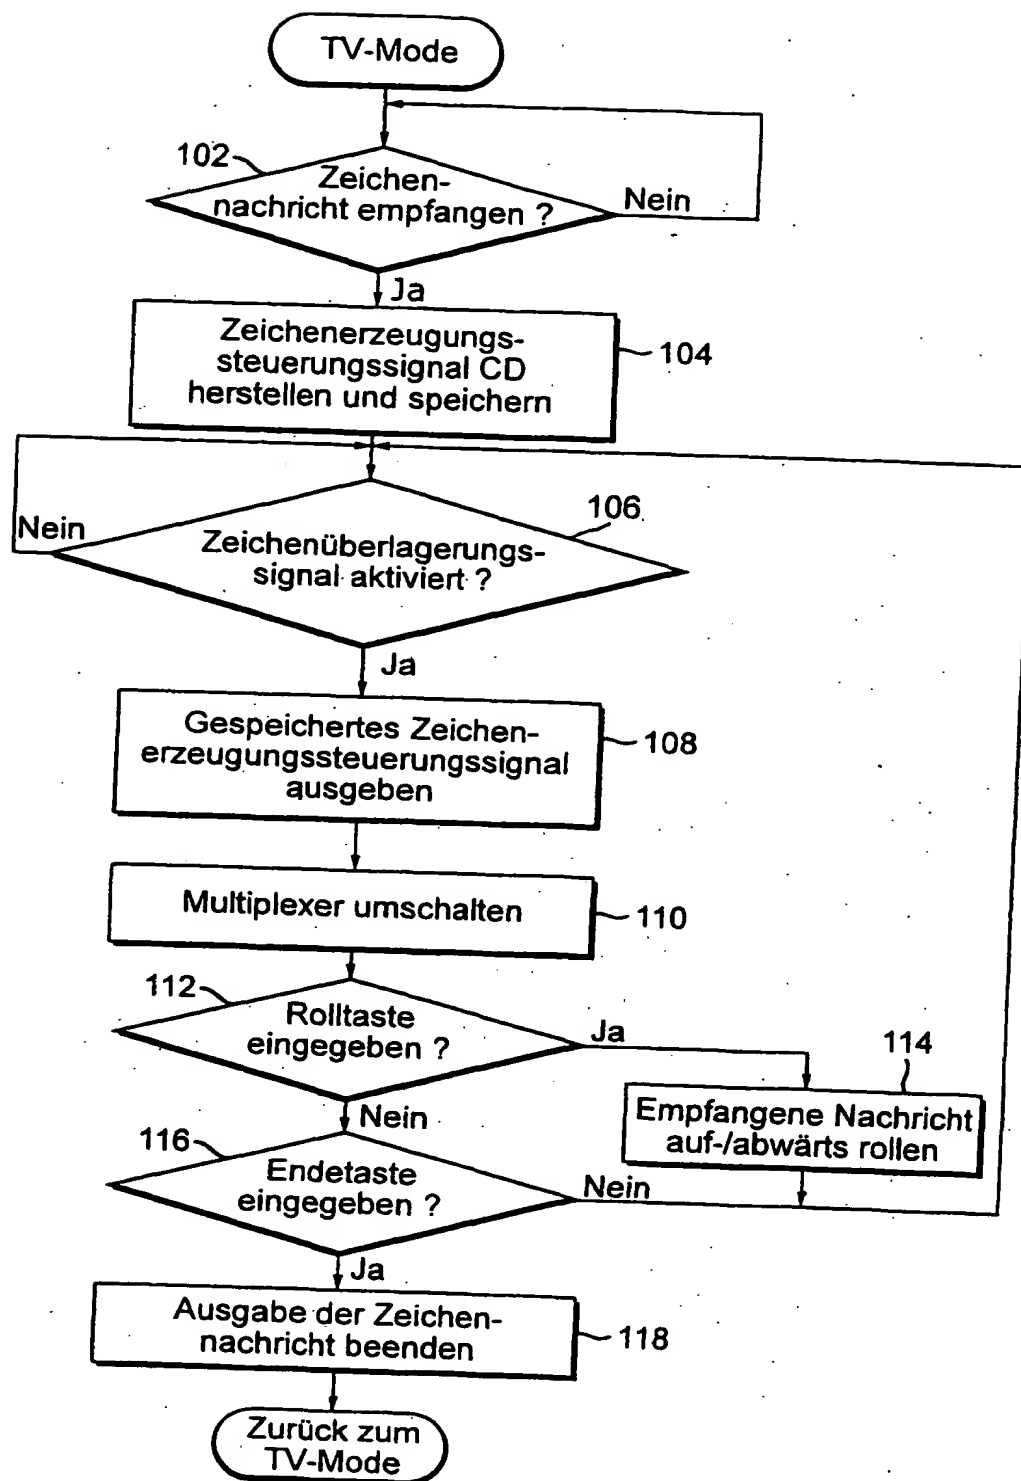 TV-Mode
102
Zeichen-
nachricht empfangen ?
Nein
Ja
Zeichenerzeugungs-
steuerungssignal CD
herstellen und speichern
104
Nein
106
Zeichenüberlagerungs-
signal aktiviert ?
Ja
Gespeichertes Zeichen-
erzeugungssteuerungssignal
ausgeben
108
Multiplexer umschalten
110
112
Rolltaste
eingegeben ?
Ja
114
Empfangene Nachricht
auf-/abwärts rollen
Nein
116
Endetaste
eingegeben ?
Nein
Ja
Ausgabe der Zeichen-
nachricht beenden
118
Zurück zum
TV-Mode